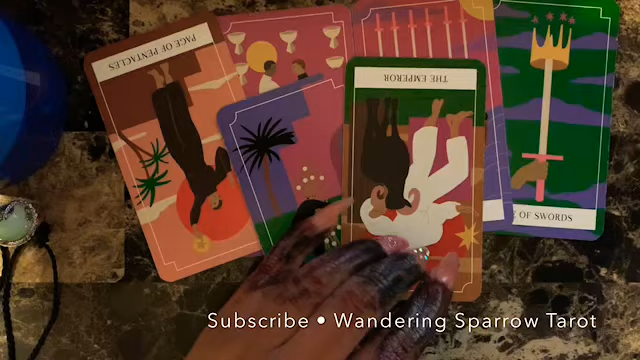 PAGE OF PENTACLES
THE EMPEROR
E OF SWORDS
Subscribe • Wandering Sparrow Tarot